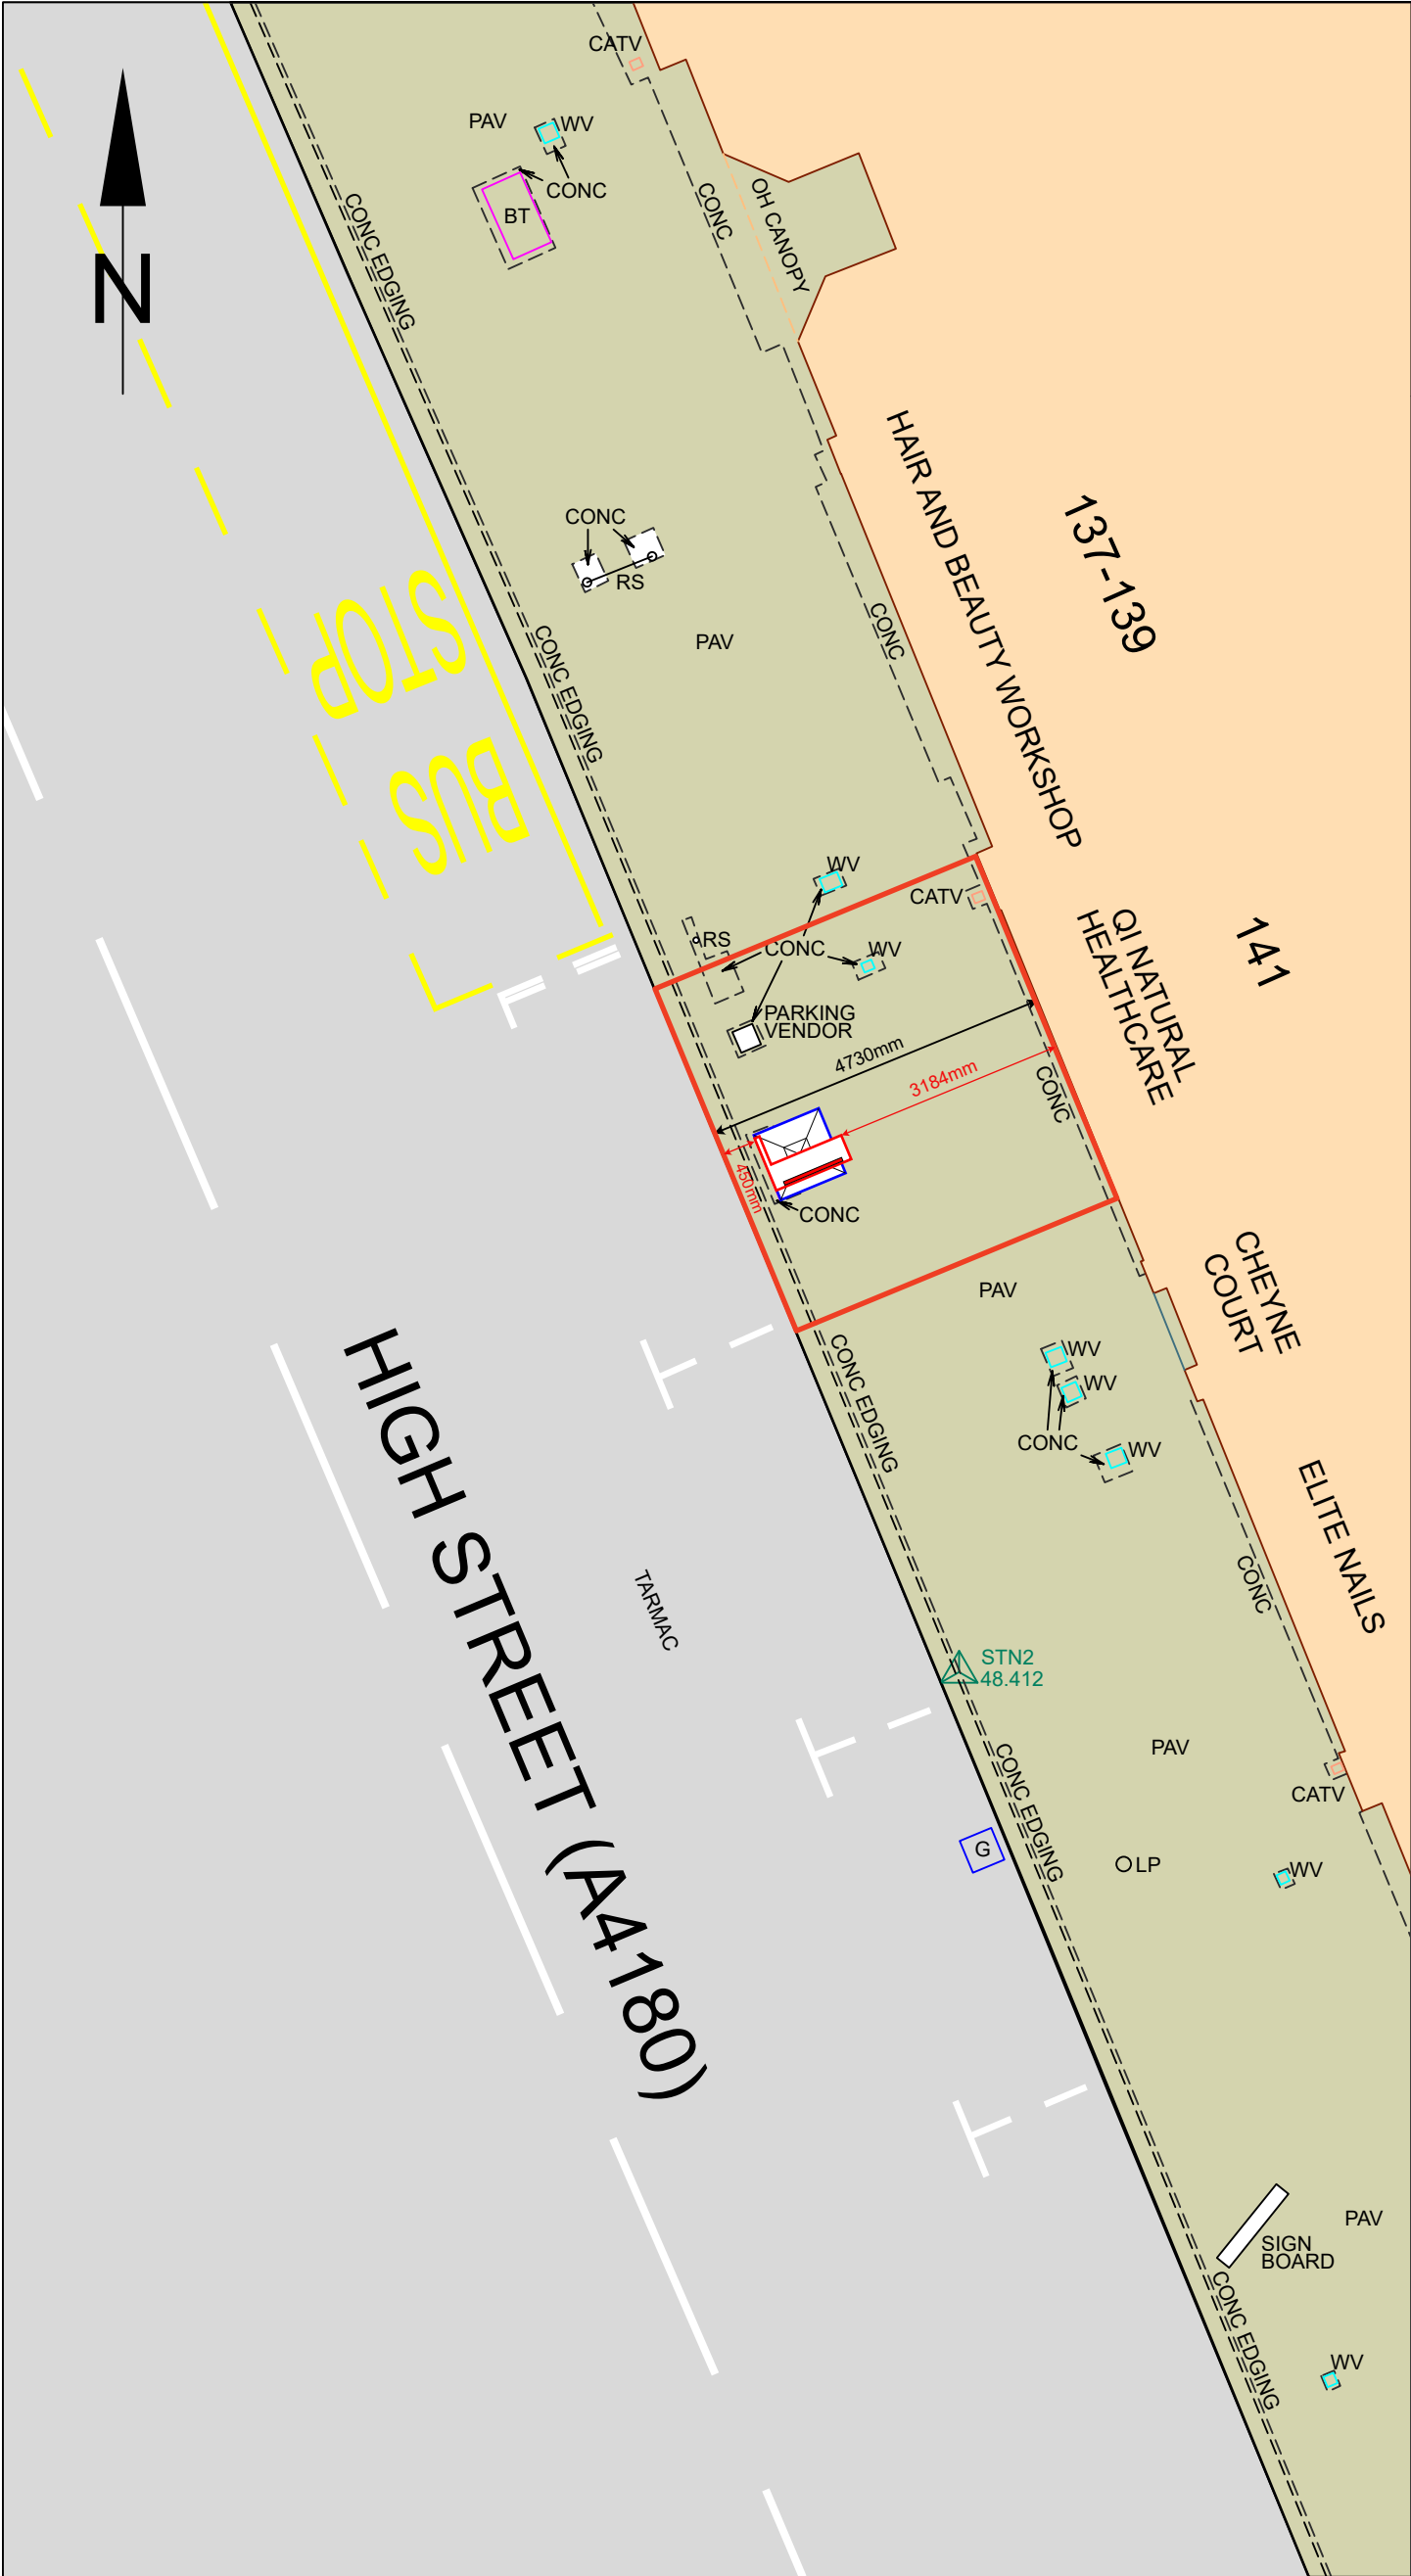 CATV
PAV
WV
CONC
BT
CONC
OH CANOPY
CONC EDGING
N
HAIR AND BEAUTY WORKSHOP
137-139
CONC
RS
STOP
CONC
PAV
CONC EDGING
BUS
WV
CATV
RS
CONC
WV
QI NATURAL
HEALTHCARE
141
PARKING
VENDOR
4730mm
3184mm
CONC
450mm
CONC
CHEYNE
COURT
PAV
CONC EDGING
WV
WV
CONC
WV
HIGH STREET (A4180)
ELITE NAILS
TARMAC
CONC
STN2
48.412
PAV
CONC EDGING
CATV
G
LP
WV
PAV
SIGN
BOARD
CONC EDGING
WV